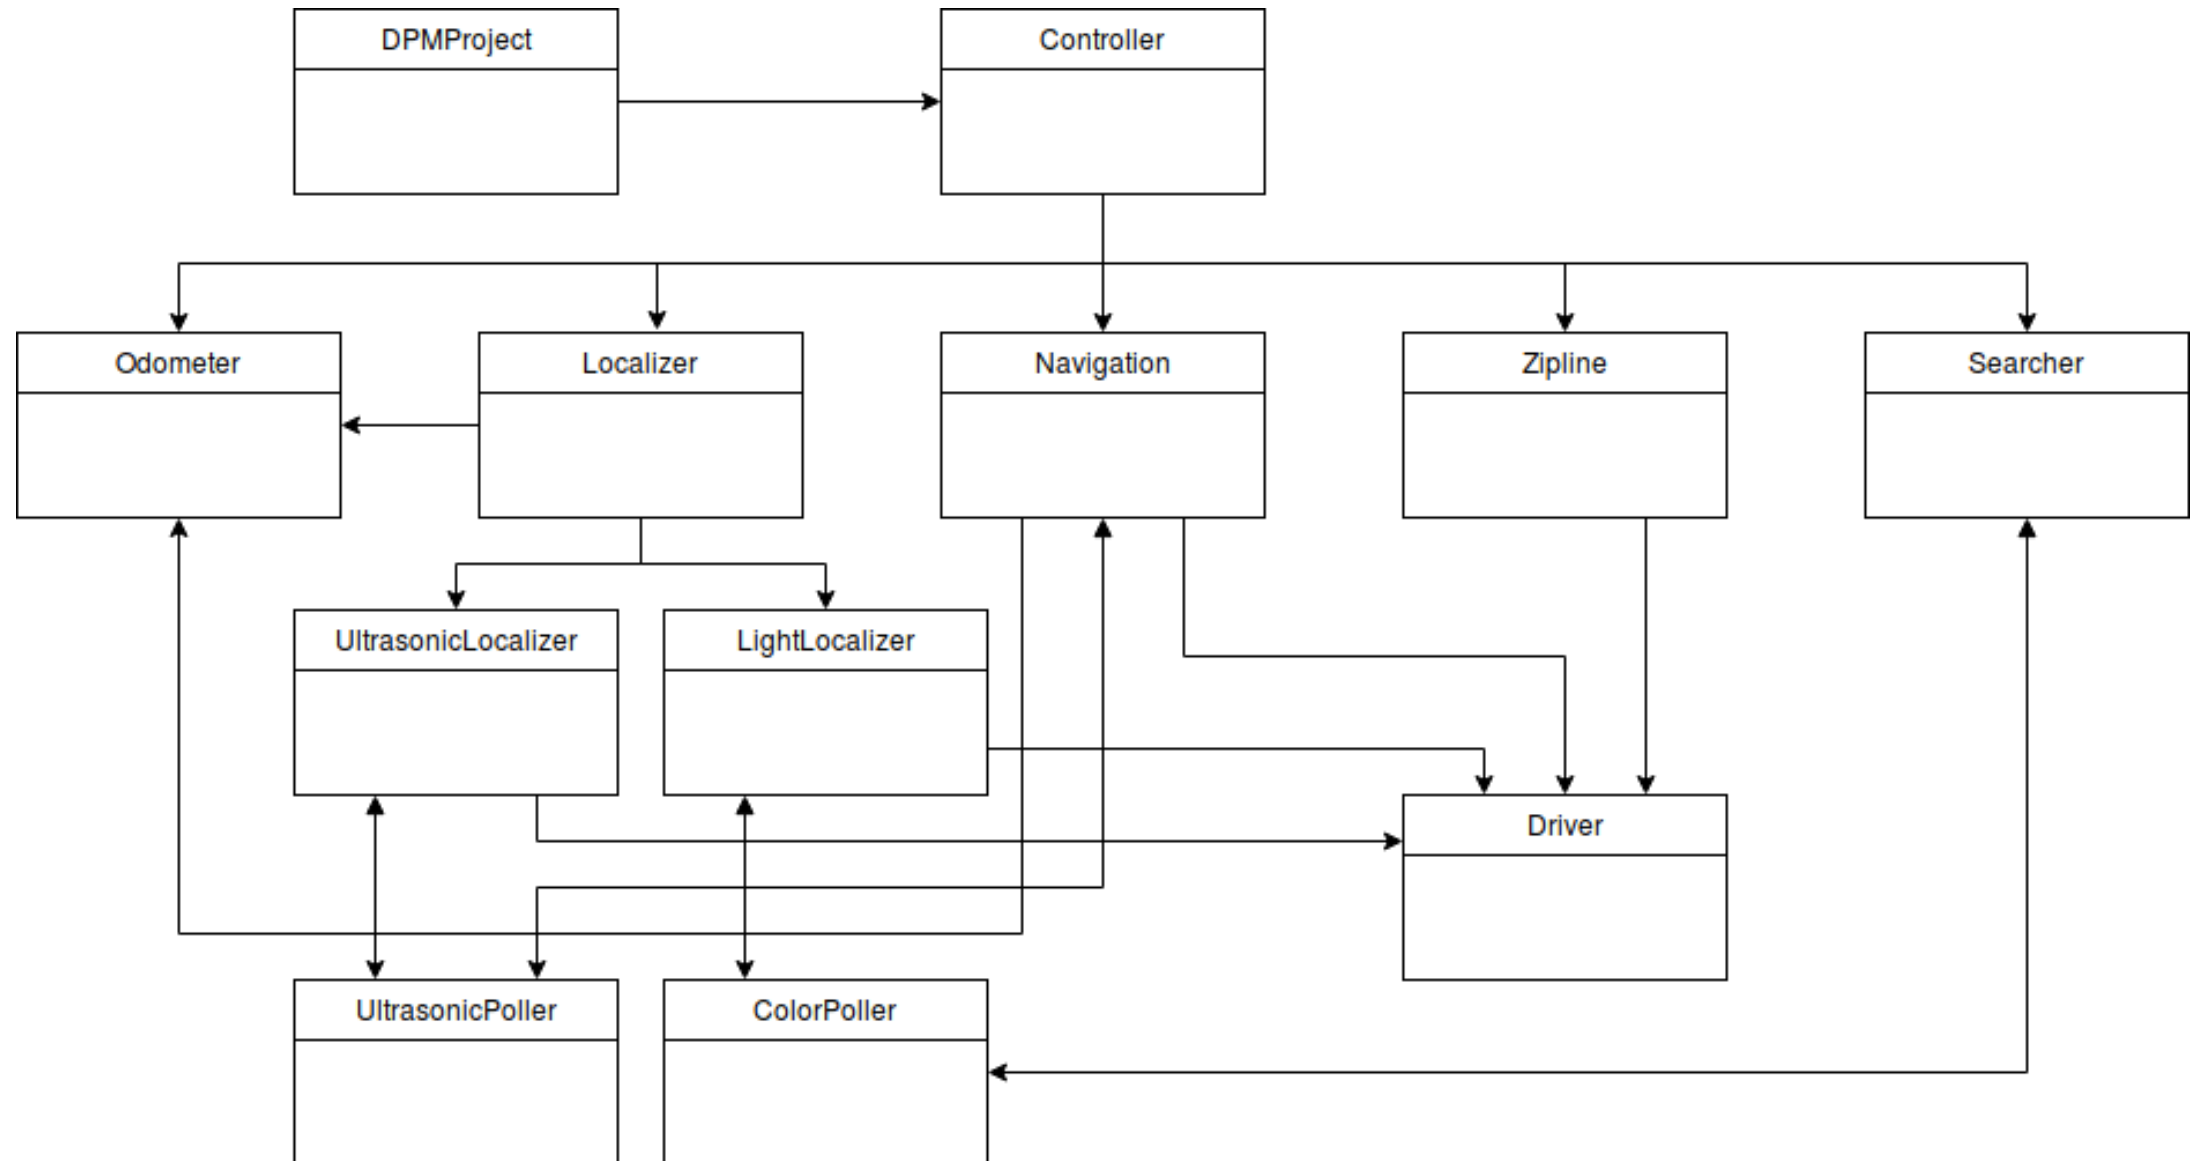 DPMProject
Controller
Odometer
Localizer
Navigation
Zipline
Searcher
UltrasonicLocalizer
LightLocalizer
Driver
UltrasonicPoller
ColorPoller